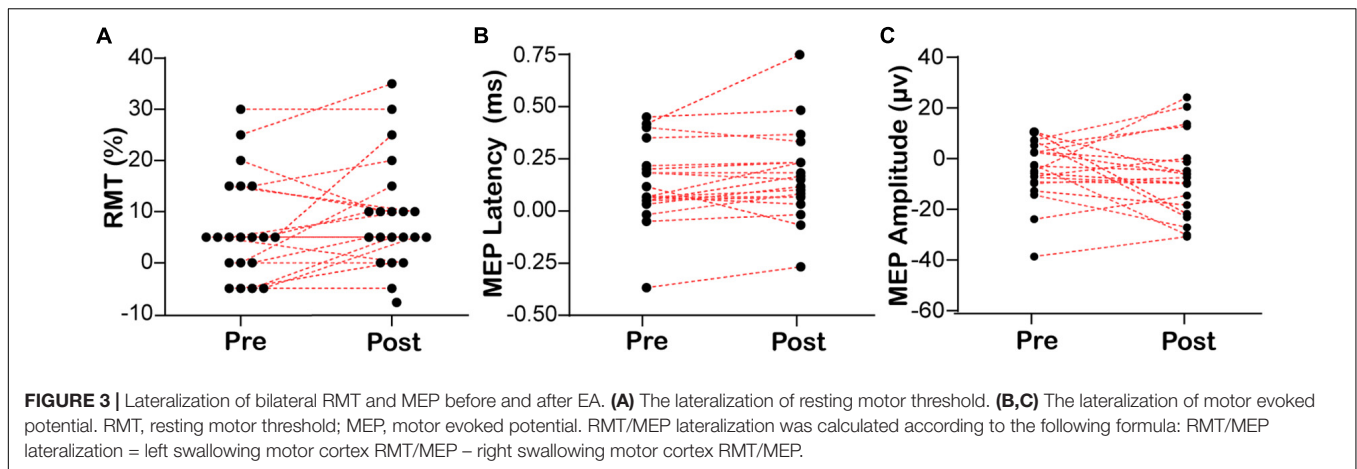 A
RMT (%)
40
30
20
10
0
-10
Pre Post
B
MEP Latency (ms)
0.75
0.50
0.25
0.00
-0.25
-0.50
Pre Post
C
MEP Amplitude (μv)
40
20
0
-20
-40
-60
Pre Post
FIGURE 3 | Lateralization of bilateral RMT and MEP before and after EA. (A) The lateralization of resting motor threshold. (B,C) The lateralization of motor evoked
potential. RMT, resting motor threshold; MEP, motor evoked potential. RMT/MEP lateralization was calculated according to the following formula: RMT/MEP
lateralization = left swallowing motor cortex RMT/MEP – right swallowing motor cortex RMT/MEP.